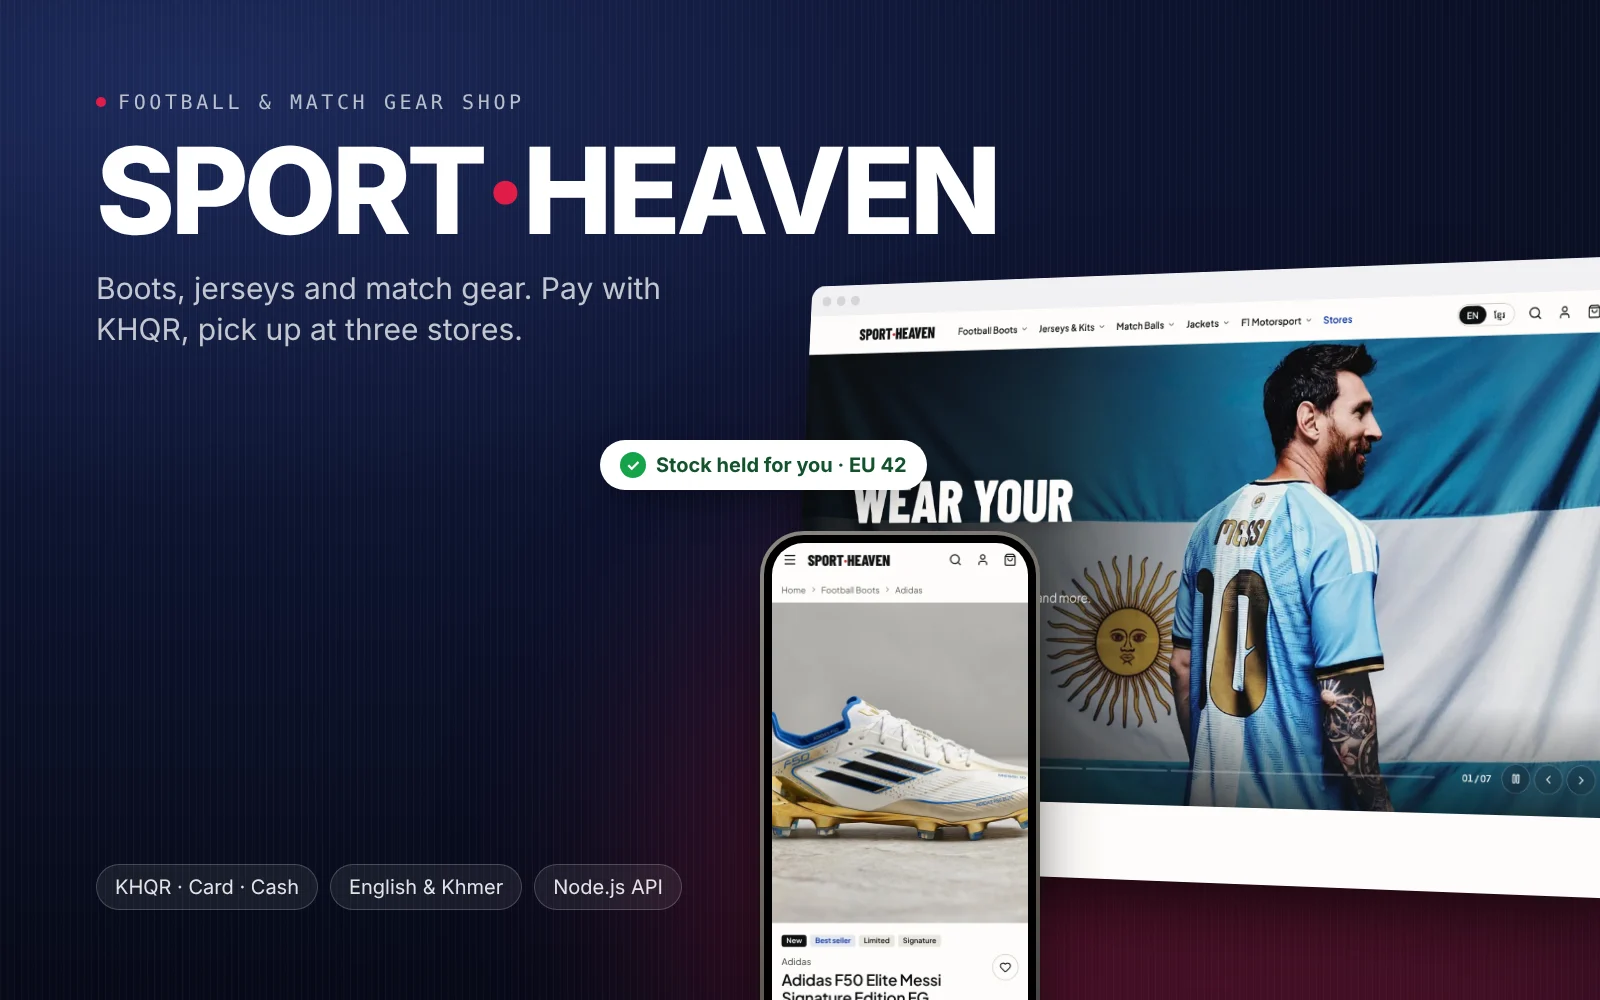 FOOTBALL & MATCH GEAR SHOP
SPORT·HEAVEN
Boots, jerseys and match gear. Pay with
KHQR, pick up at three stores.
SPORT·HEAVEN Football Boots Jerseys & Kits Match Balls Jackets F1 Motorsport Stores EN ខ្មែរ
Stock held for you · EU 42
WEAR YOUR
and more.
MESSI
10
01 / 07
SPORT·HEAVEN
Home > Football Boots > Adidas
F50
New Best seller Limited Signature
Adidas
Adidas F50 Elite Messi
Signature Edition FG
KHQR · Card · Cash
English & Khmer
Node.js API